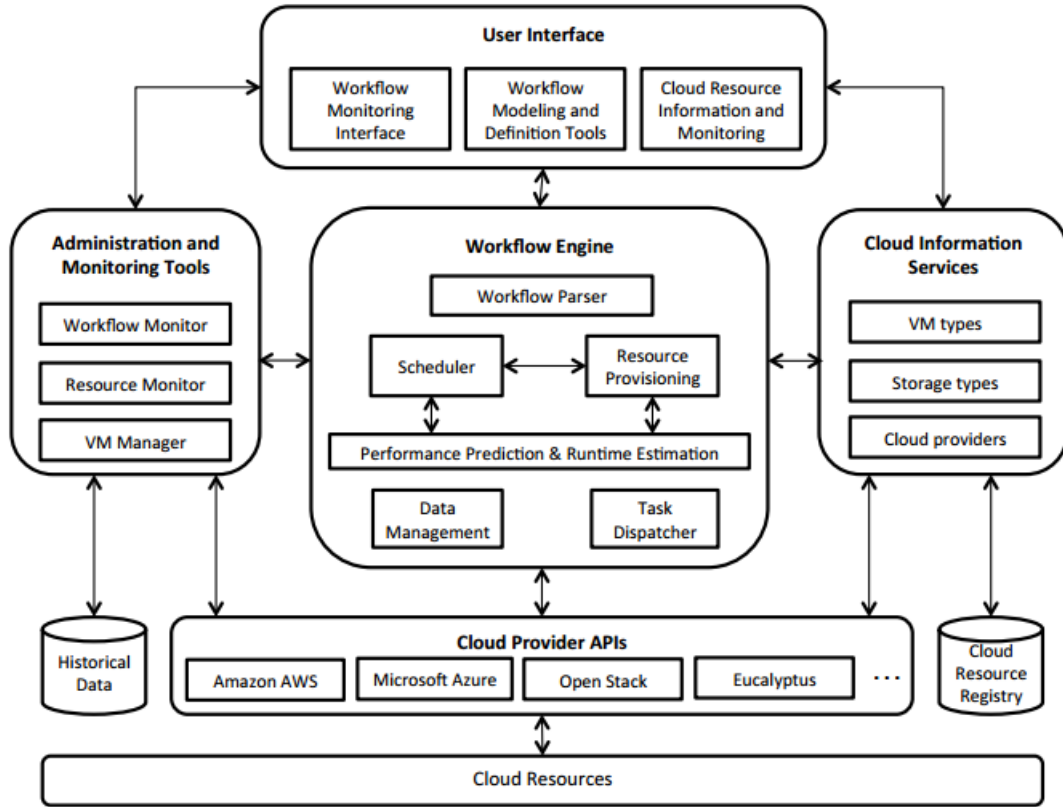 User Interface
Workflow
Monitoring
Interface
Workflow
Modeling and
Definition Tools
Cloud Resource
Information and
Monitoring
Administration and
Monitoring Tools
Workflow Monitor
Resource Monitor
VM Manager
Workflow Engine
Workflow Parser
Scheduler
Resource
Provisioning
Performance Prediction & Runtime Estimation
Data
Management
Task
Dispatcher
Cloud Information
Services
VM types
Storage types
Cloud providers
Historical
Data
Cloud Provider APIs
Amazon AWS
Microsoft Azure
Open Stack
Eucalyptus
...
Cloud
Resource
Registry
Cloud Resources